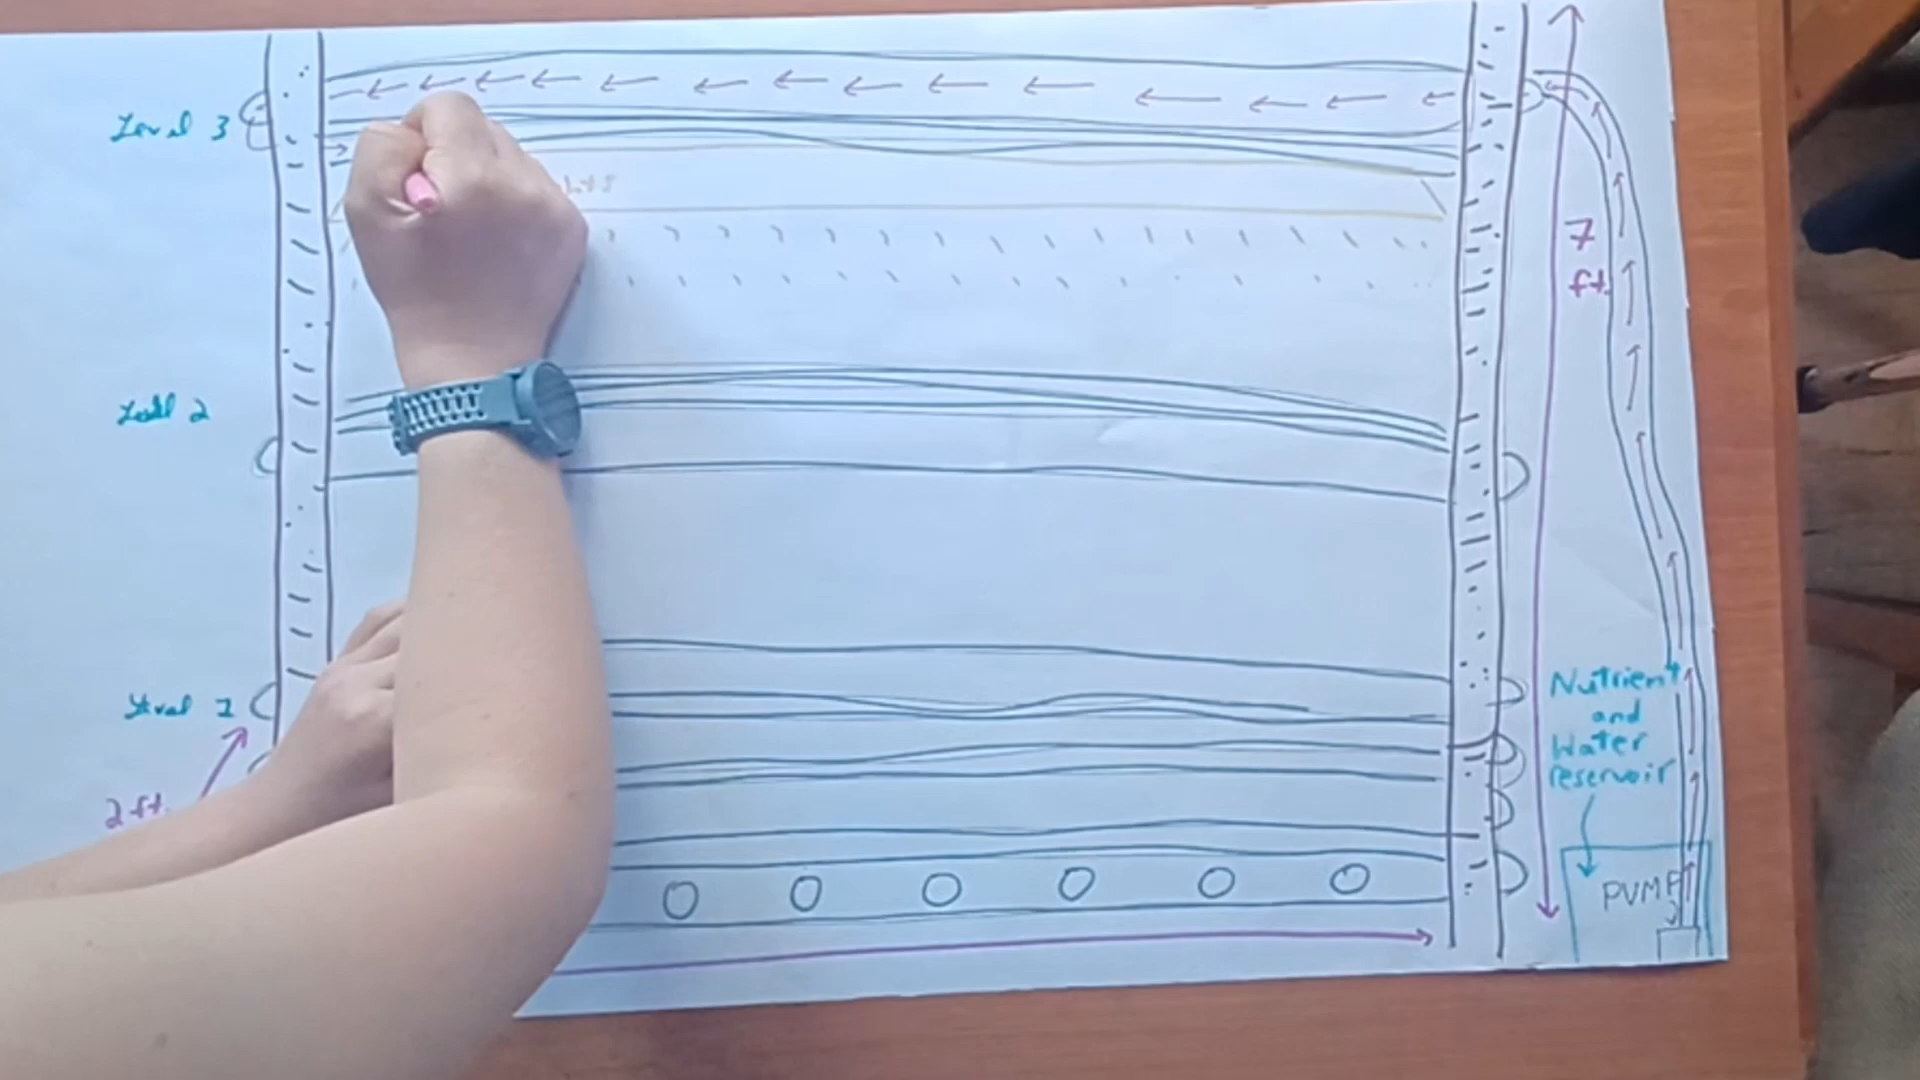 Level 3
7
ft.
Level 2
Level 1
2 ft.
Nutrient
and
Water
reservoir
PUMP